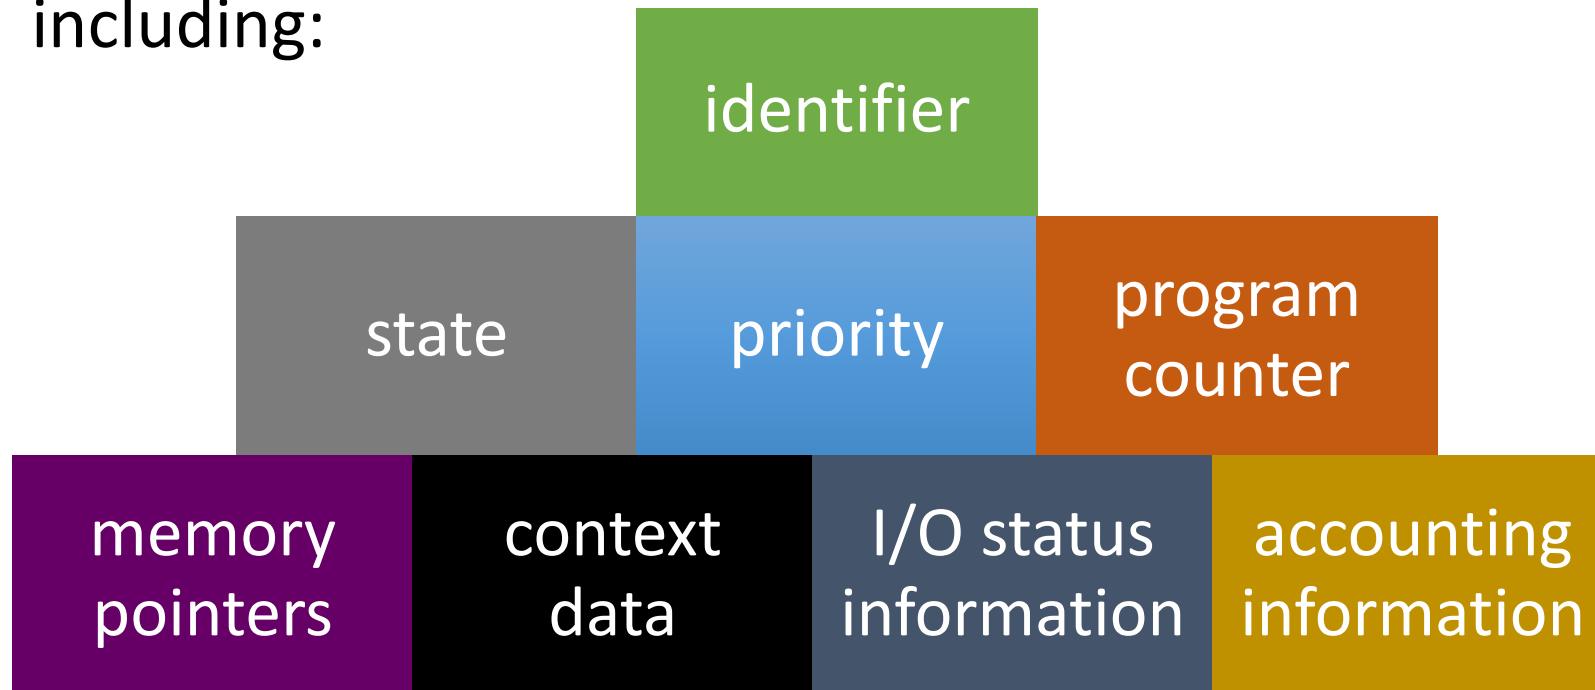 including:
identifier
state
priority
program
counter
memory
pointers
context
data
I/O status
information
accounting
information